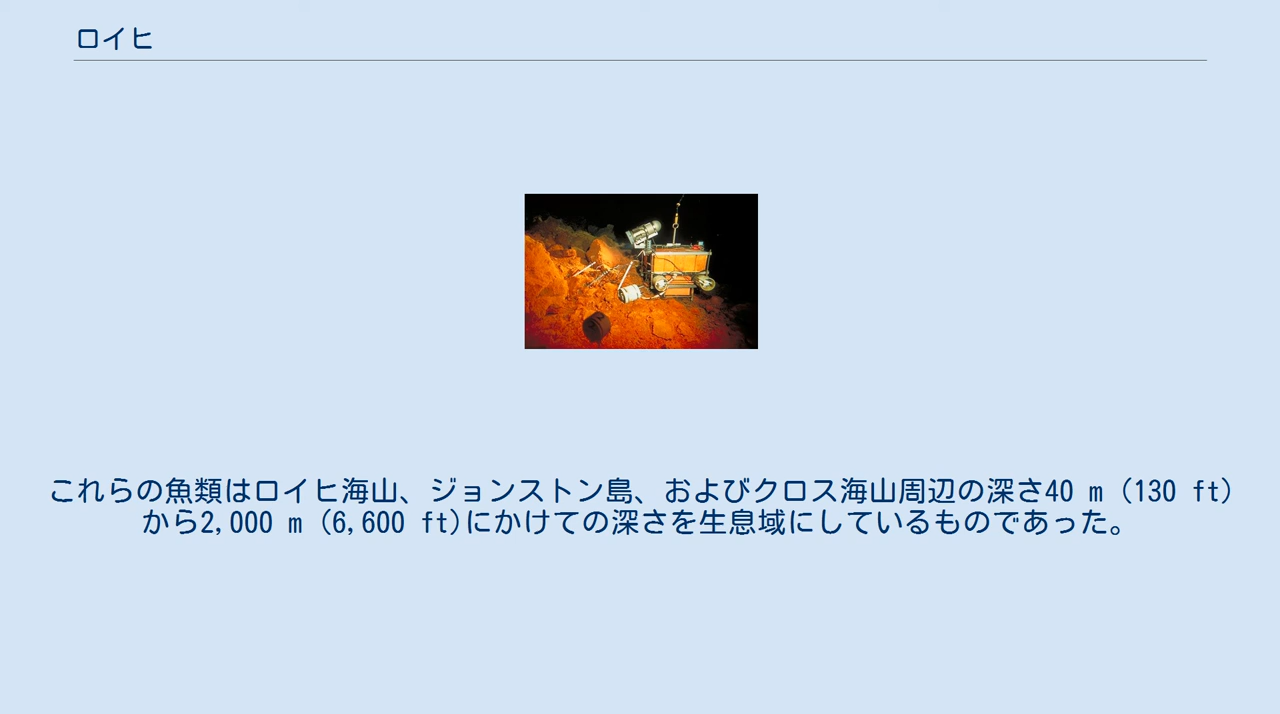 ロイヒ
これらの魚類はロイヒ海山、ジョンストン島、およびクロス海山周辺の深さ40 m (130 ft)
から2,000 m (6,600 ft)にかけての深さを生息域にしているものであった。